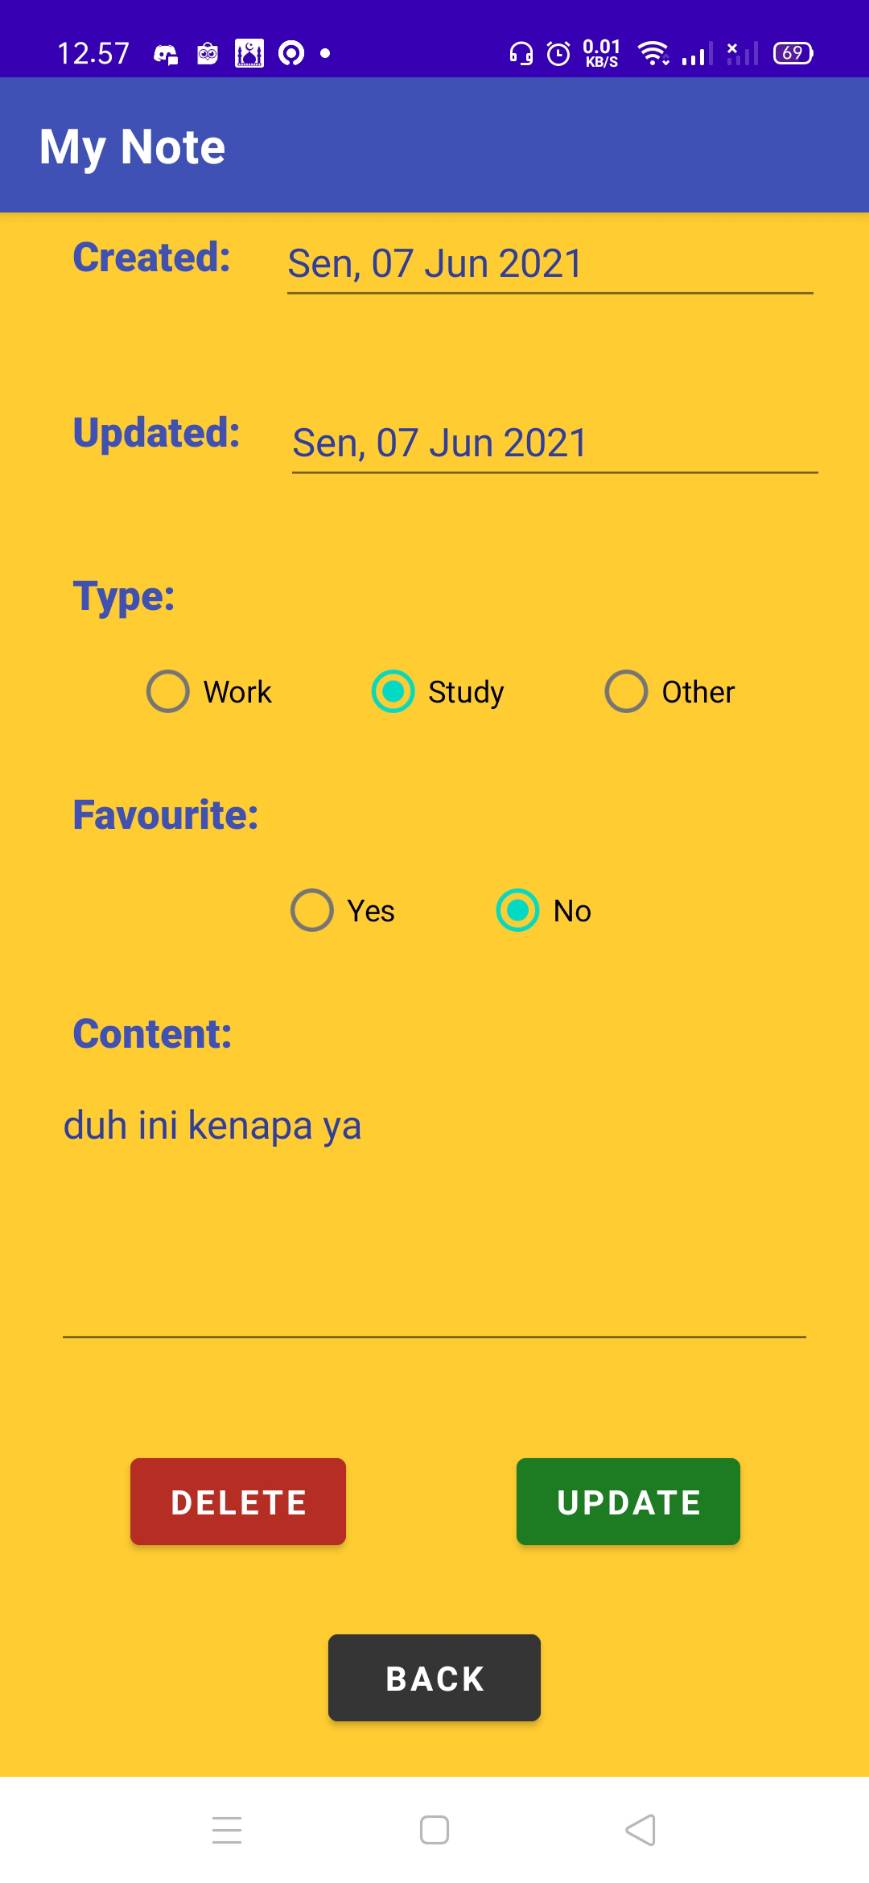 12.57
0.01
KB/S
69
My Note
Created: Sen, 07 Jun 2021
Updated: Sen, 07 Jun 2021
Type:
Work Study Other
Favourite:
Yes No
Content:
duh ini kenapa ya
DELETE UPDATE
BACK